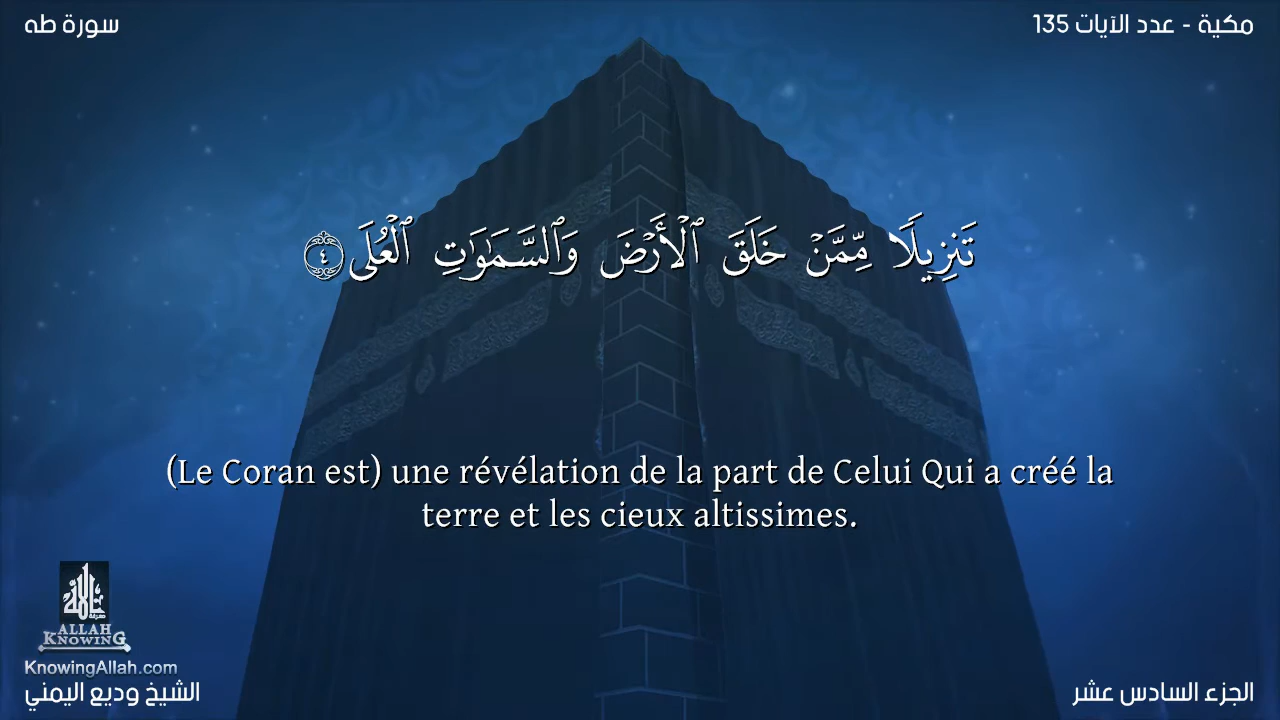 سورة طه
مكية - عدد الآيات 135
تَنزِيلًا مِّمَّنْ خَلَقَ ٱلْأَرْضَ وَٱلسَّمَـٰوَٰتِ ٱلْعُلَى ٤
(Le Coran est) une révélation de la part de Celui Qui a créé la
terre et les cieux altissimes.
ALLAH
KNOWING
KnowingAllah.com
الشيخ وديع اليمني
الجزء السادس عشر